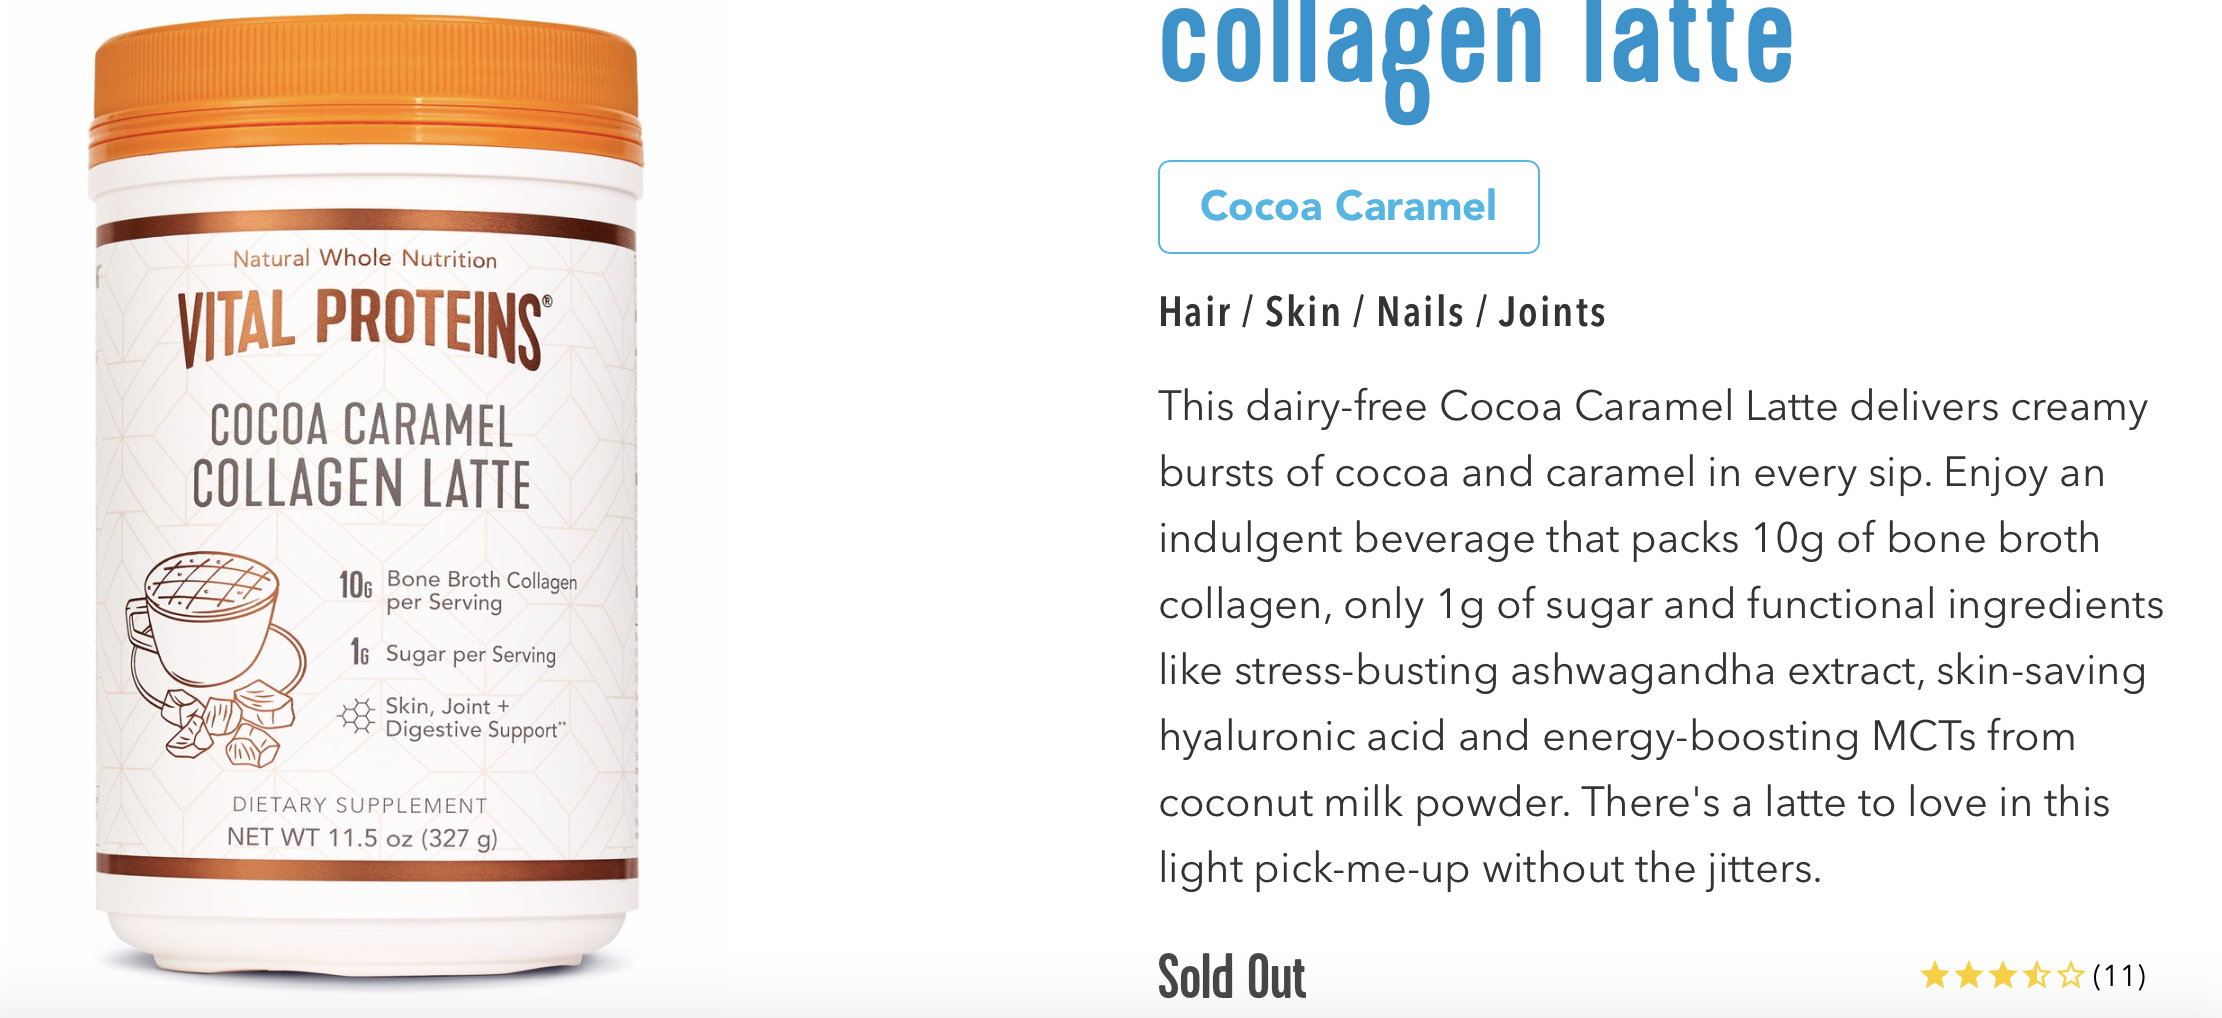 Natural Whole Nutrition
VITAL PROTEINS®
COCOA CARAMEL
COLLAGEN LATTE
10G Bone Broth Collagen
per Serving
1G Sugar per Serving
Skin, Joint +
Digestive Support**
DIETARY SUPPLEMENT
NET WT 11.5 oz (327 g)
collagen latte
Cocoa Caramel
Hair / Skin / Nails / Joints
This dairy-free Cocoa Caramel Latte delivers creamy
bursts of cocoa and caramel in every sip. Enjoy an
indulgent beverage that packs 10g of bone broth
collagen, only 1g of sugar and functional ingredients
like stress-busting ashwagandha extract, skin-saving
hyaluronic acid and energy-boosting MCTs from
coconut milk powder. There's a latte to love in this
light pick-me-up without the jitters.
Sold Out
(11)